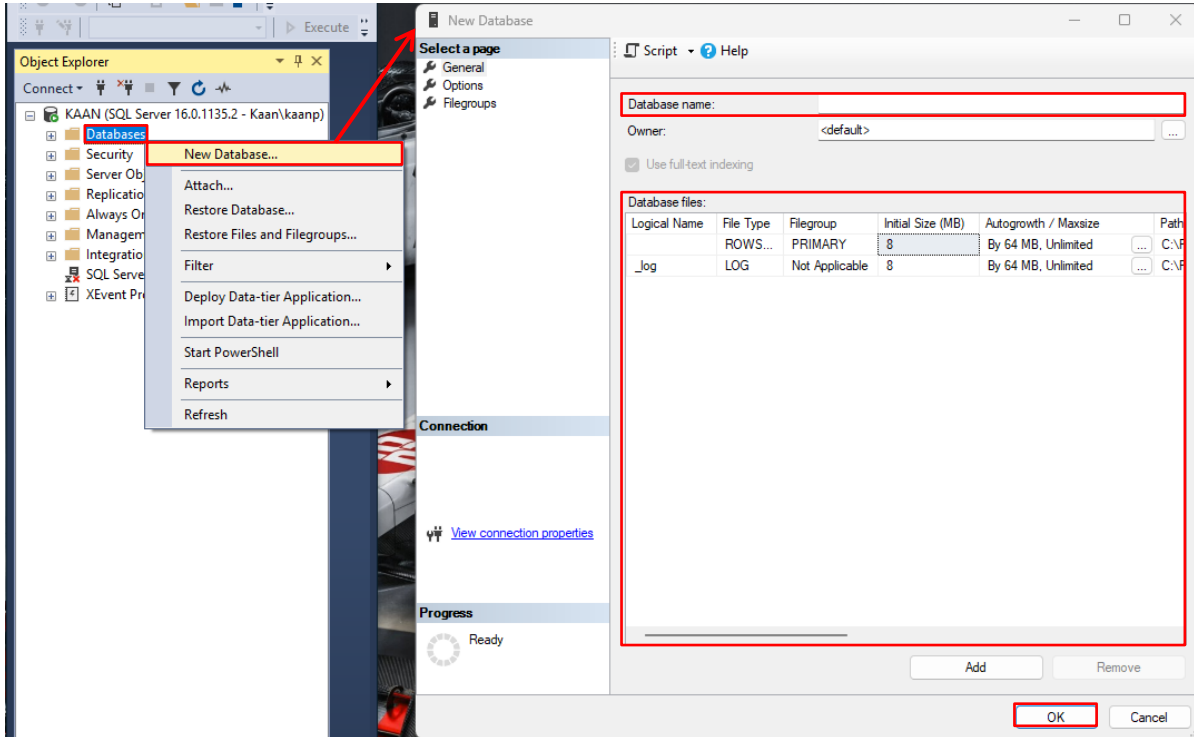 Execute
Object Explorer
Connect
KAAN (SQL Server 16.0.1135.2 - Kaan\kaanp)
Databases
Security
Server Ob
Replicatio
Always On
Managem
Integratio
SQL Serve
XEvent Pr
New Database...
Attach...
Restore Database...
Restore Files and Filegroups...
Filter
Deploy Data-tier Application...
Import Data-tier Application...
Start PowerShell
Reports
Refresh
New Database
Select a page
General
Options
Filegroups
Connection
View connection properties
Progress
Ready
Script Help
Database name:
Owner: <default> ...
Use full-text indexing
Database files:
Logical Name File Type Filegroup Initial Size (MB) Autogrowth / Maxsize Path
ROWS... PRIMARY 8 By 64 MB, Unlimited ... C:\P
_log LOG Not Applicable 8 By 64 MB, Unlimited ... C:\P
Add Remove
OK Cancel